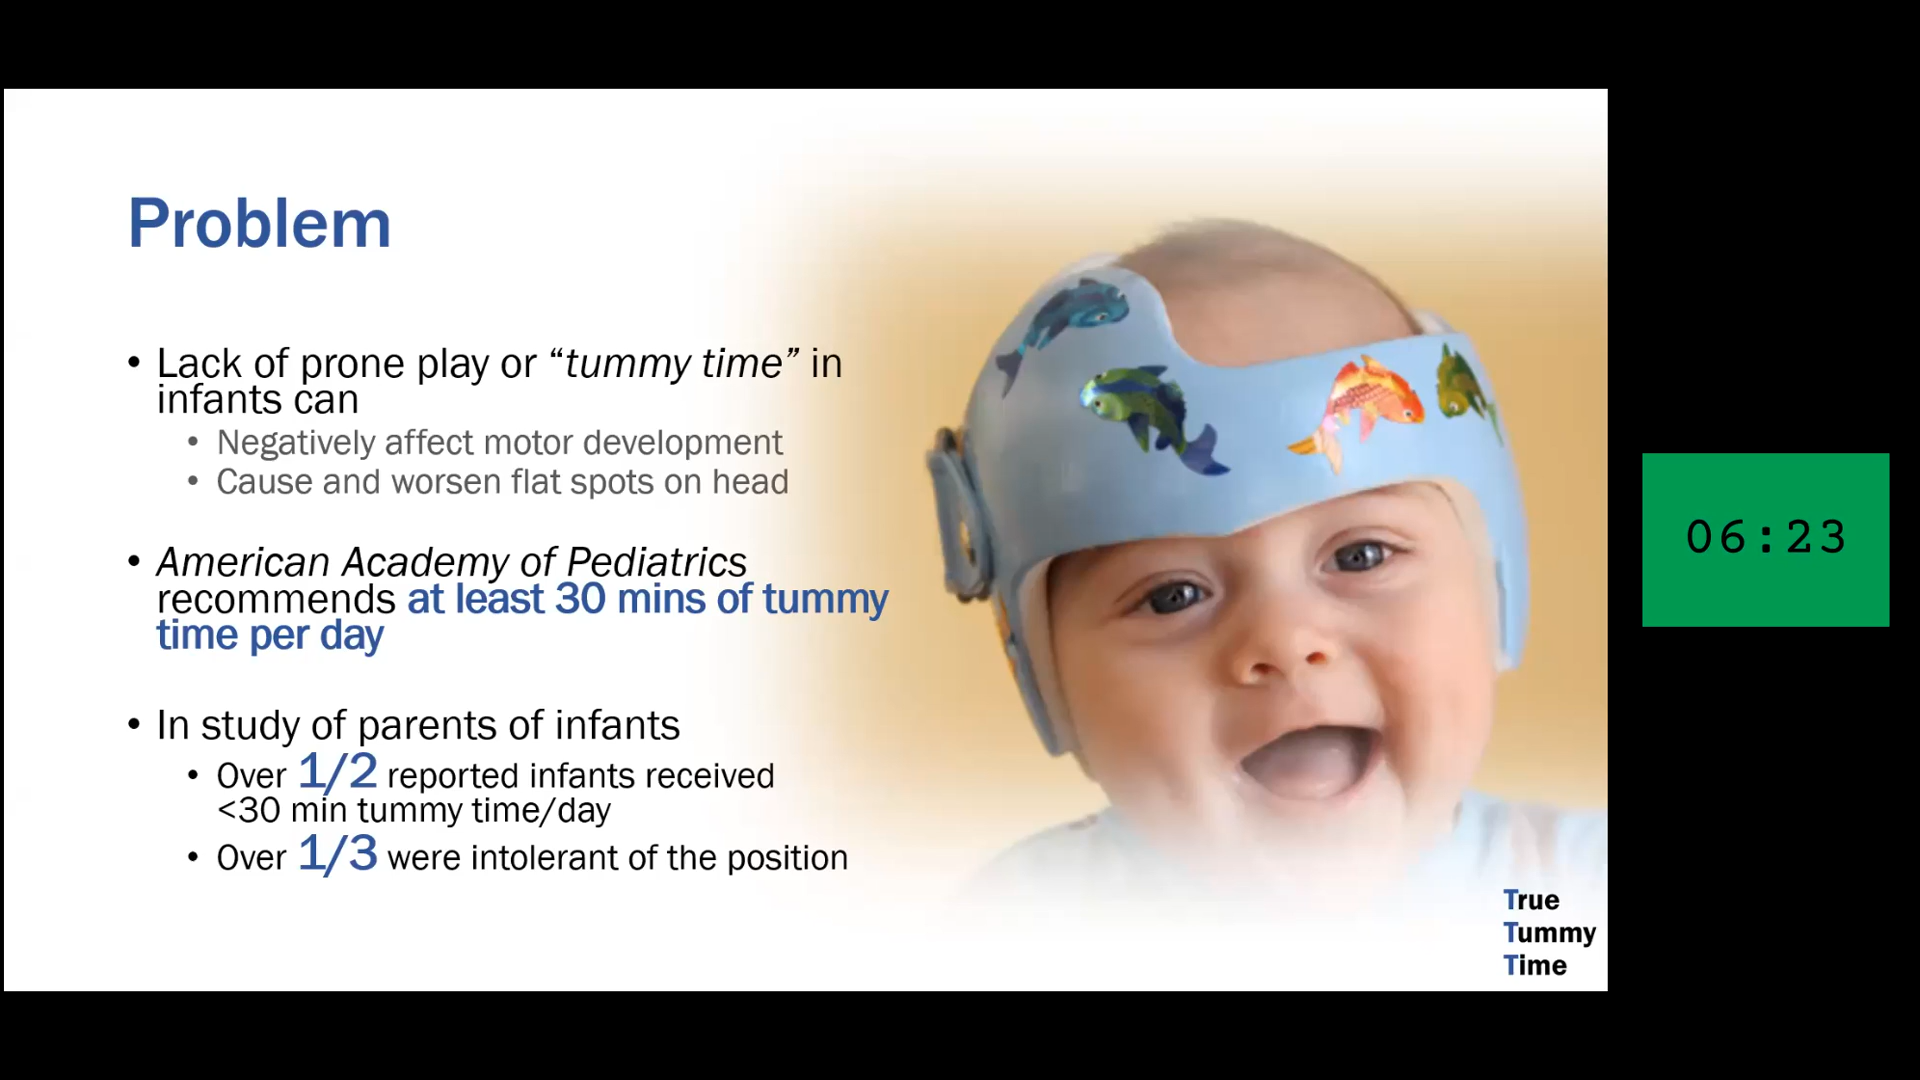 Problem
• Lack of prone play or “tummy time” in
infants can
• Negatively affect motor development
• Cause and worsen flat spots on head
• American Academy of Pediatrics
recommends at least 30 mins of tummy
time per day
• In study of parents of infants
• Over 1/2 reported infants received
<30 min tummy time/day
• Over 1/3 were intolerant of the position
True
Tummy
Time
06:23